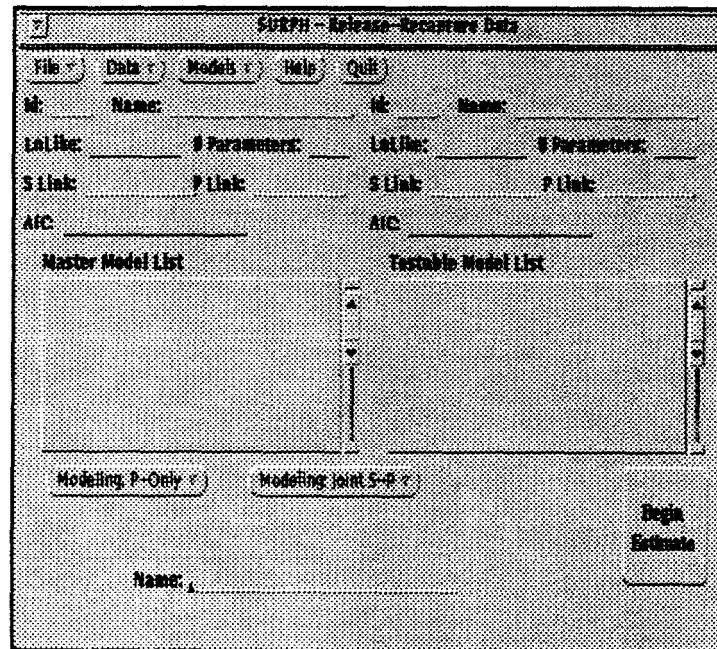 SURPH - Release-Recapture Data
File Data Models Help Quit
Id: Name: Id: Name:
LnLike: # Parameters: LnLike: # Parameters:
S Link: P Link: S Link: P Link:
AIC: AIC:
Master Model List Testable Model List
Modeling: P-Only Modeling: Joint S-P
Begin
Estimate
Name: